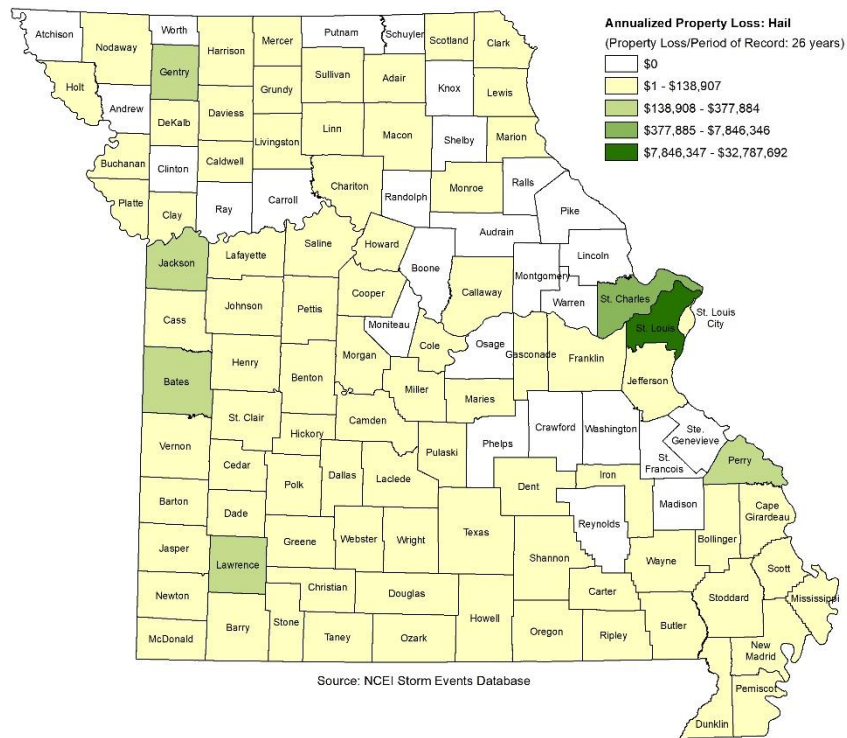 Annualized Property Loss: Hail
(Property Loss/Period of Record: 26 years)
$0
$1 - $138,907
$138,908 - $377,884
$377,885 - $7,846,346
$7,846,347 - $32,787,692
Atchison
Nodaway
Worth
Harrison
Mercer
Putnam
Schuyler
Scotland
Clark
Holt
Gentry
Andrew
Grundy
Sullivan
Adair
Knox
Lewis
DeKalb
Daviess
Livingston
Linn
Macon
Shelby
Marion
Buchanan
Clinton
Caldwell
Chariton
Randolph
Monroe
Ralls
Pike
Platte
Clay
Ray
Carroll
Audrain
Jackson
Lafayette
Saline
Howard
Boone
Callaway
Montgomery
Lincoln
Warren
St. Charles
St. Louis
St. Louis
City
Cass
Johnson
Pettis
Cooper
Moniteau
Cole
Osage
Gasconade
Franklin
Jefferson
Bates
Henry
Benton
Morgan
Miller
Maries
St. Clair
Hickory
Camden
Pulaski
Phelps
Crawford
Washington
Ste.
Genevieve
St.
Francois
Perry
Vernon
Cedar
Polk
Dallas
Laclede
Dent
Iron
Madison
Cape
Girardeau
Barton
Dade
Greene
Webster
Wright
Texas
Shannon
Reynolds
Wayne
Bollinger
Scott
Jasper
Lawrence
Christian
Douglas
Howell
Carter
Stoddard
Mississippi
Newton
McDonald
Barry
Stone
Taney
Ozark
Oregon
Ripley
Butler
New
Madrid
Pemiscot
Dunklin
Source: NCEI Storm Events Database